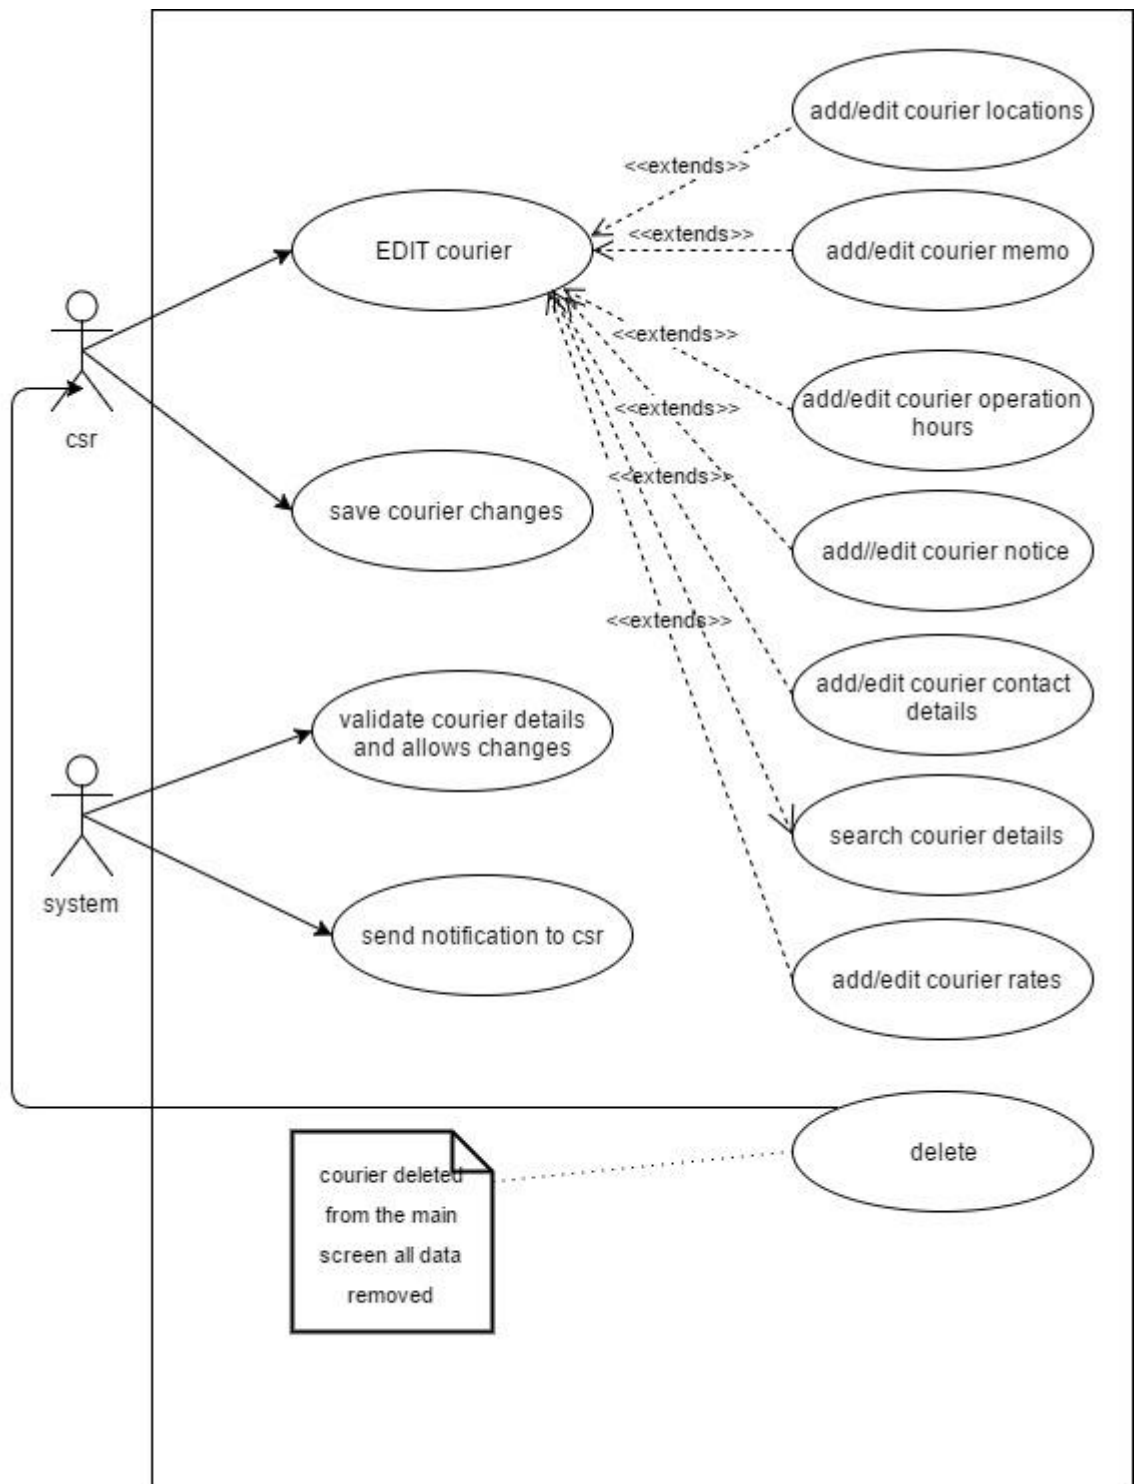 add/edit courier locations
<<extends>>
EDIT courier
<<extends>>
add/edit courier memo
<<extends>>
add/edit courier operation
hours
<<extends>>
csr
<<extends>>
save courier changes
add//edit courier notice
<<extends>>
add/edit courier contact
details
validate courier details
and allows changes
search courier details
system
send notification to csr
add/edit courier rates
delete
courier deleted
from the main
screen all data
removed